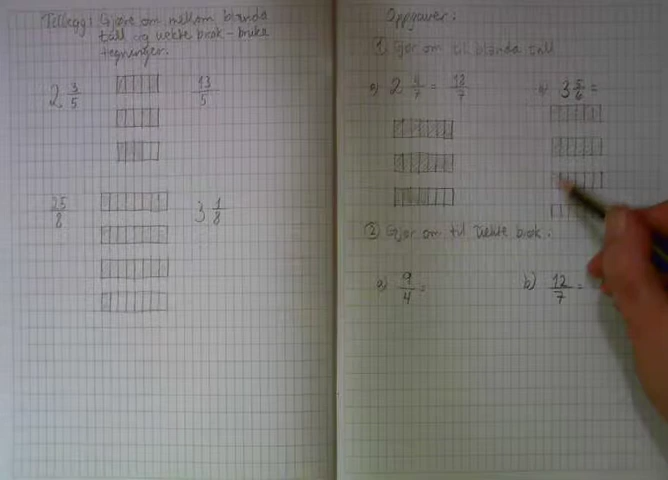 Tillegg: Gjøre om mellom blanda
tall og uekte brøk - bruke
tegninger.
2 3/5
13/5
25/8
3 1/8
Oppgaver:
① Gjør om til blanda tall
a) 2 4/7 = 18/7
3 5/6 =
② Gjør om til uekte brøk.
a) 9/4 =
b) 12/7 =